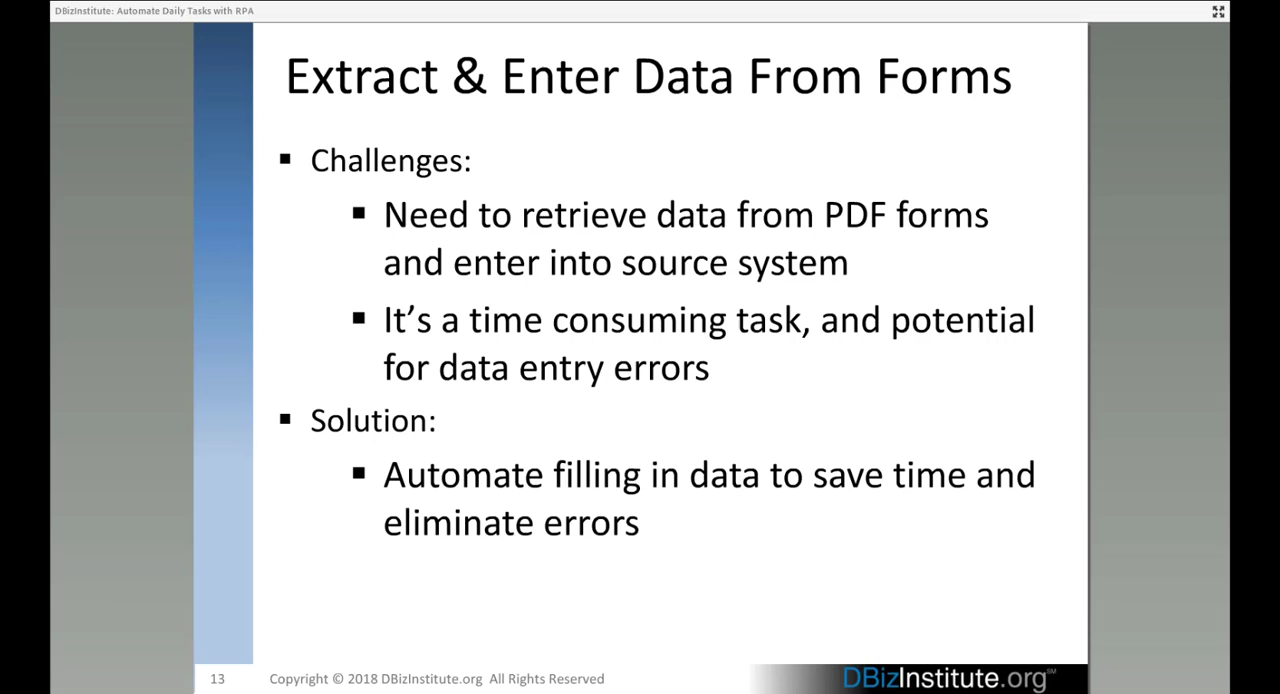 DBizInstitute: Automate Daily Tasks with RPA
Extract & Enter Data From Forms
▪ Challenges:
▪ Need to retrieve data from PDF forms
and enter into source system
▪ It’s a time consuming task, and potential
for data entry errors
▪ Solution:
▪ Automate filling in data to save time and
eliminate errors
13 Copyright © 2018 DBizInstitute.org All Rights Reserved
DBizInstitute.org℠